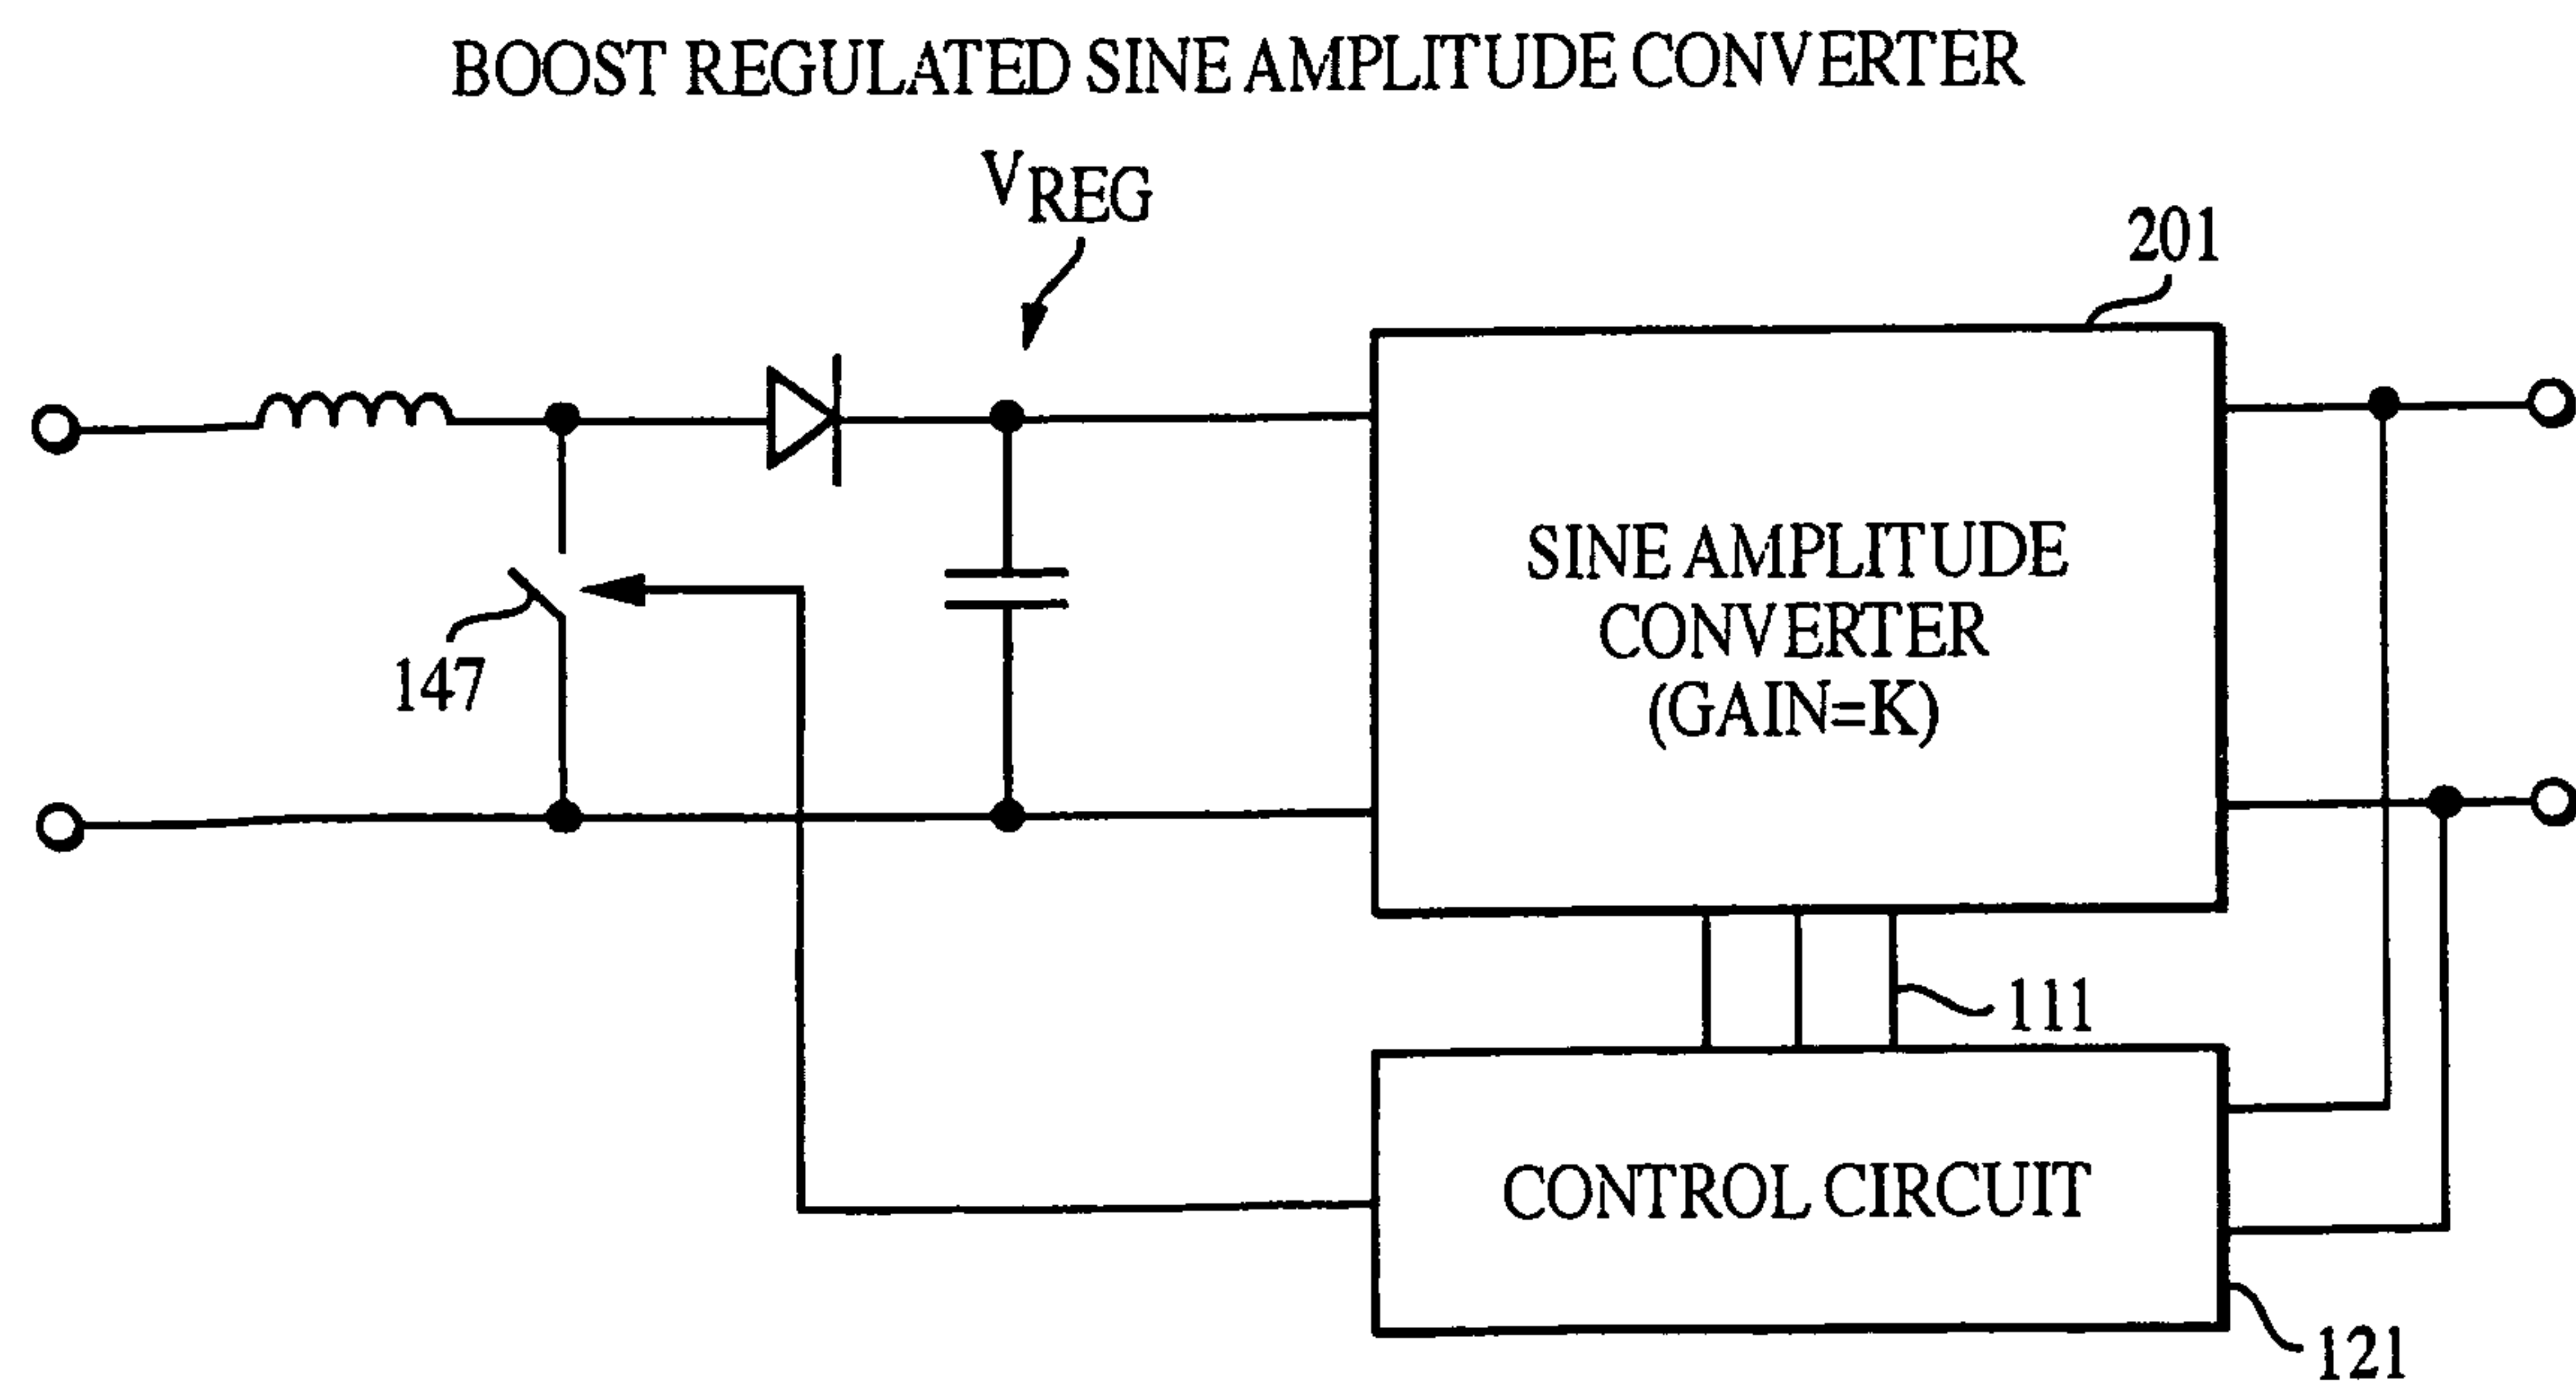 BOOST REGULATED SINE AMPLITUDE CONVERTER
VREG
201
SINE AMPLITUDE
CONVERTER
(GAIN=K)
147
111
CONTROL CIRCUIT
121